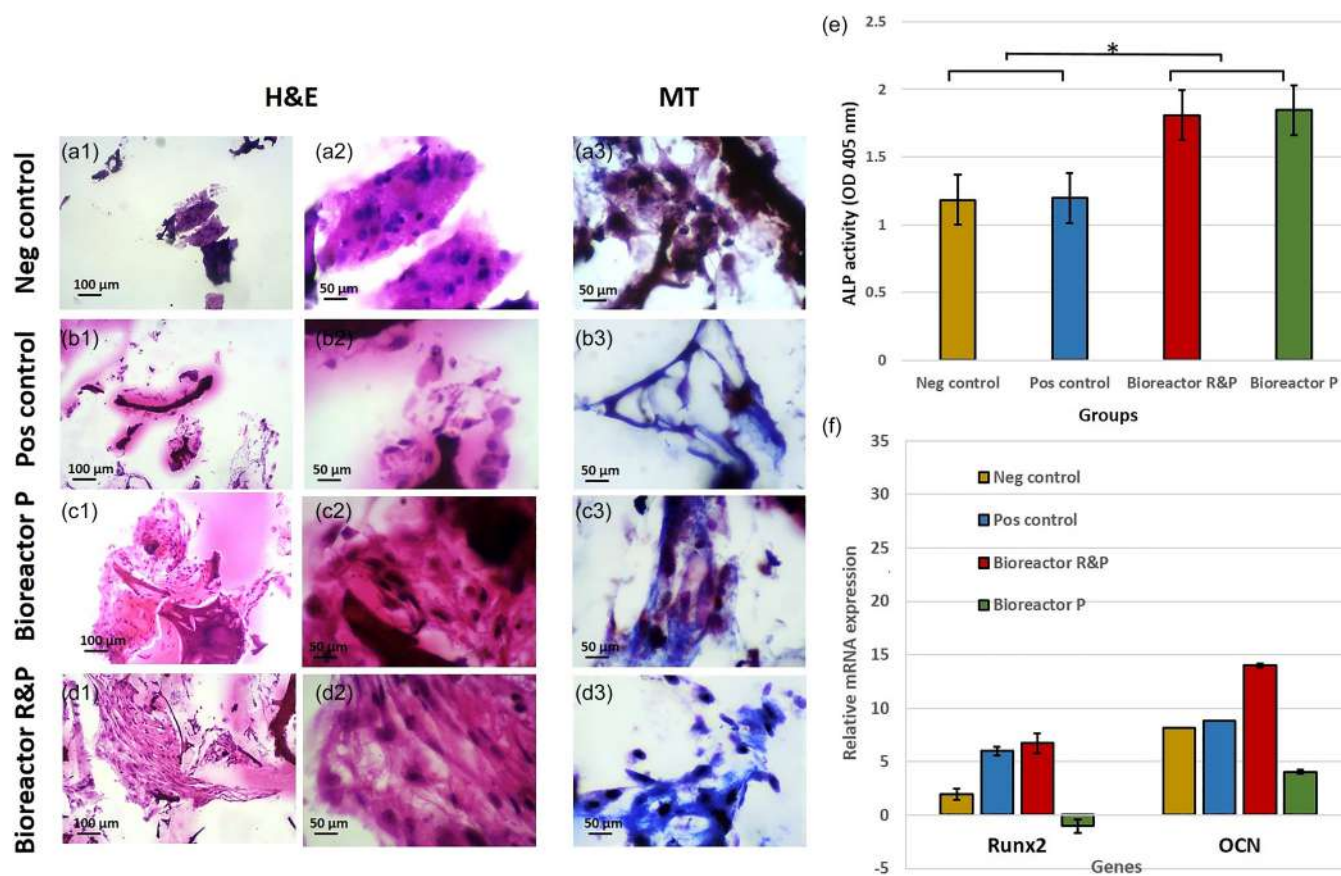 H&E
MT
Neg control
(a1)
100 µm
(a2)
50 µm
(a3)
50 µm
Pos control
(b1)
100 µm
(b2)
50 µm
(b3)
50 µm
Bioreactor P
(c1)
100 µm
(c2)
50 µm
(c3)
50 µm
Bioreactor R&P
(d1)
100 µm
(d2)
50 µm
(d3)
50 µm
(e)
ALP activity (OD 405 nm)
2.5
2
1.5
1
0.5
0
*
Neg control Pos control Bioreactor R&P Bioreactor P
Groups
(f)
Relative mRNA expression
35
30
25
20
15
10
5
0
-5
Neg control
Pos control
Bioreactor R&P
Bioreactor P
Runx2 OCN
Genes